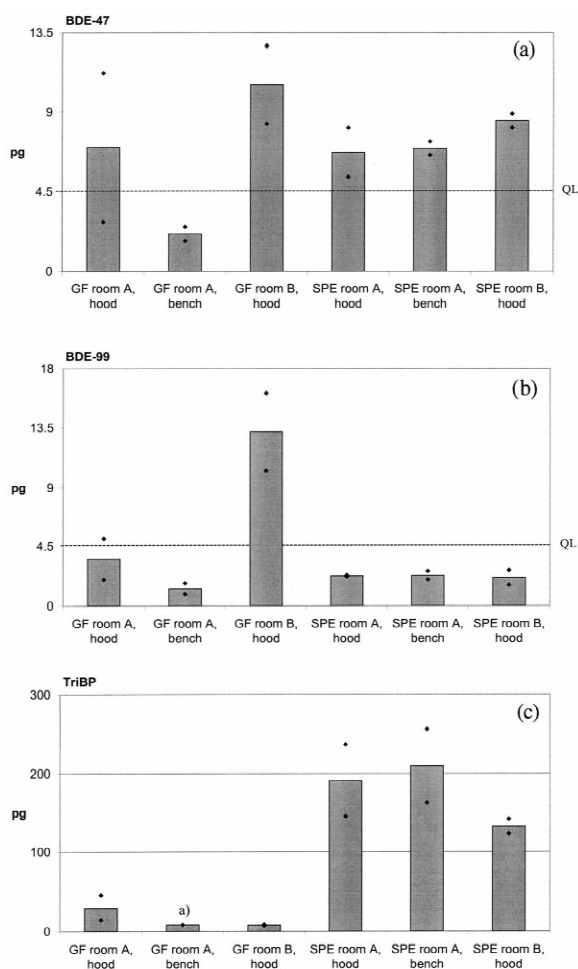 BDE-47
(a)
13.5
9
pg
4.5
QL
0
GF room A, GF room A, GF room B, SPE room A, SPE room A, SPE room B,
hood bench hood hood bench hood
BDE-99
(b)
18
13.5
pg
9
4.5
QL
0
GF room A, GF room A, GF room B, SPE room A, SPE room A, SPE room B,
hood bench hood hood bench hood
TriBP
300
(c)
200
pg
100
a)
0
GF room A, GF room A, GF room B, SPE room A, SPE room A, SPE room B,
hood bench hood hood bench hood